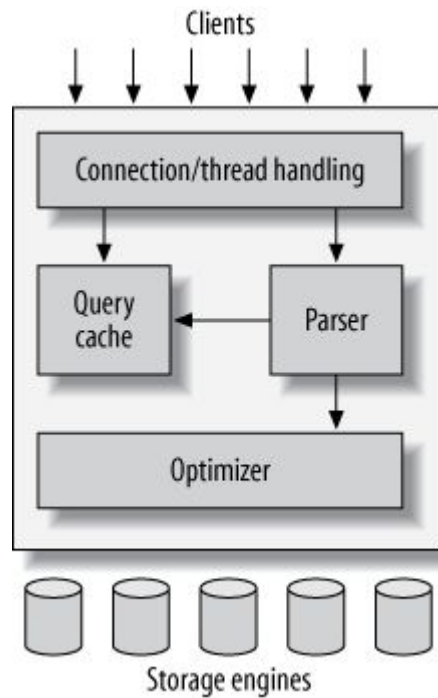 Clients
Connection/thread handling
Query
cache
Parser
Optimizer
Storage engines